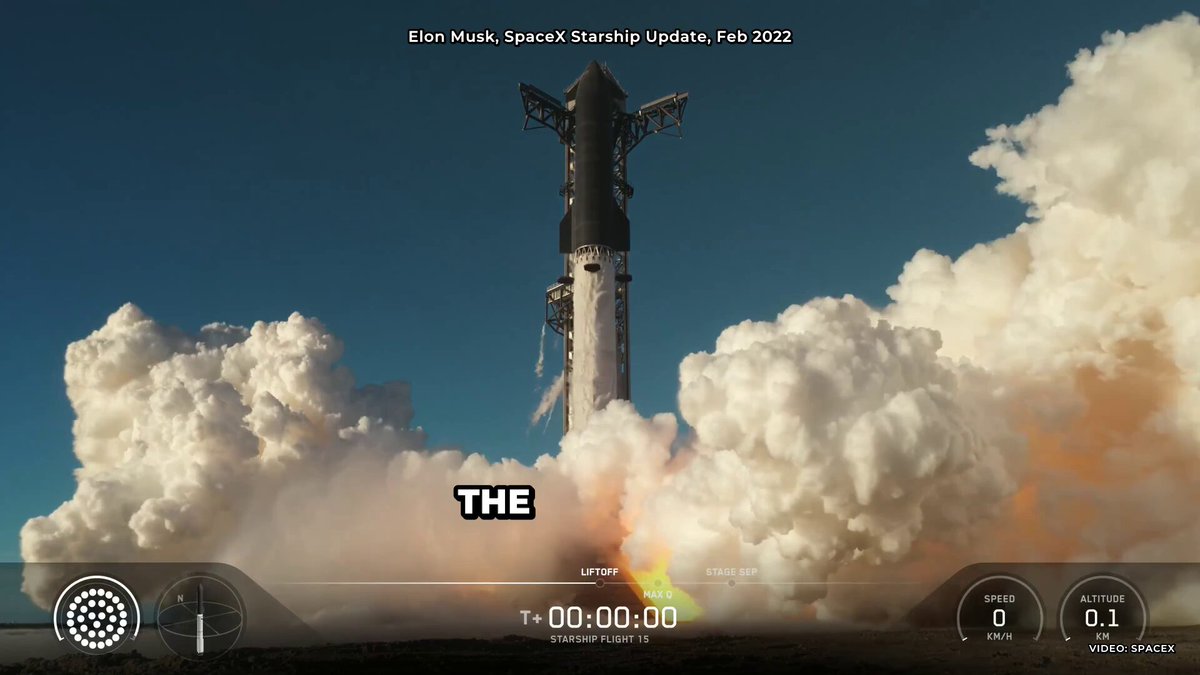 Elon Musk, SpaceX Starship Update, Feb 2022
THE
LIFTOFF
STAGE SEP
MAX Q
N
T+ 00:00:00
STARSHIP FLIGHT 15
SPEED
0
KM/H
ALTITUDE
0.1
KM
VIDEO: SPACEX